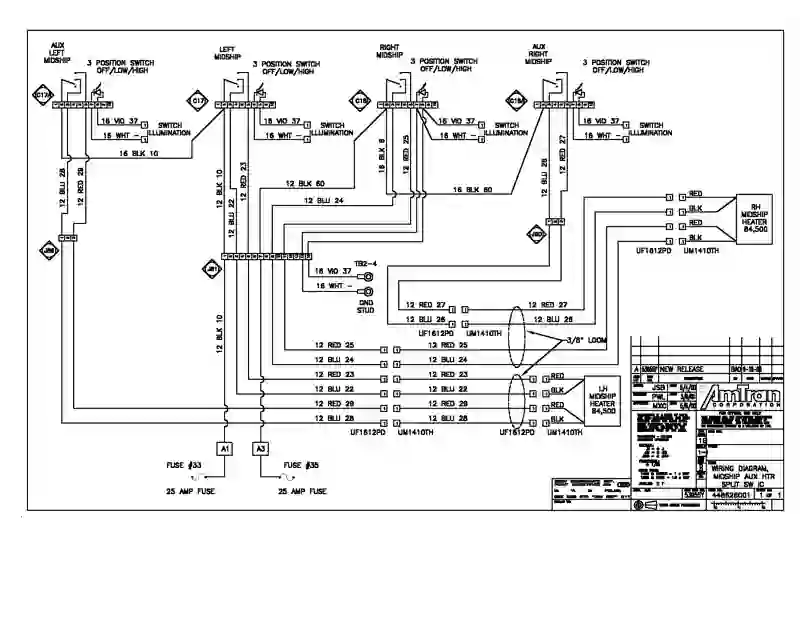 AUX
LEFT
MIDSHIP
3 POSITION SWITCH
OFF/LOW/HIGH
LEFT
MIDSHIP
3 POSITION SWITCH
OFF/LOW/HIGH
RIGHT
MIDSHIP
3 POSITION SWITCH
OFF/LOW/HIGH
AUX
RIGHT
MIDSHIP
3 POSITION SWITCH
OFF/LOW/HIGH
C17A
C17
C18
C18A
16 VIO 37
16 WHT -
SWITCH
ILLUMINATION
16 VIO 37
16 WHT -
SWITCH
ILLUMINATION
16 VIO 37
16 WHT -
SWITCH
ILLUMINATION
16 VIO 37
16 WHT -
SWITCH
ILLUMINATION
16 BLK 10
12 BLU 28
12 RED 29
12 BLK 10
12 BLU 22
12 RED 23
12 BLK 60
12 BLU 24
12 RED 25
16 BLK 60
12 BLU 26
12 RED 27
RED
BLK
RED
BLK
RH
MIDSHIP
HEATER
84,500
UF1612PD
UM1410TH
J81
16 VIO 37
TB2-4
16 WHT -
GND
STUD
12 BLK 10
12 RED 27
12 BLU 26
12 RED 27
12 BLU 26
UF1612PD
UM1410TH
3/8" LOOM
12 RED 25
12 RED 25
12 BLU 24
12 BLU 24
12 RED 23
12 RED 23
12 BLU 22
12 BLU 22
12 RED 29
12 RED 29
12 BLU 28
12 BLU 28
RED
BLK
RED
BLK
LH
MIDSHIP
HEATER
84,500
UF1612PD
UM1410TH
UF1612PD
UM1410TH
A1
A3
FUSE #33
25 AMP FUSE
FUSE #35
25 AMP FUSE
A
NEW RELEASE
JSB
PWL
MXC
AmTran
CORPORATION
WIRING DIAGRAM,
MIDSHIP AUX HTR
SPLIT SW IC
448526C01
1 OF 1